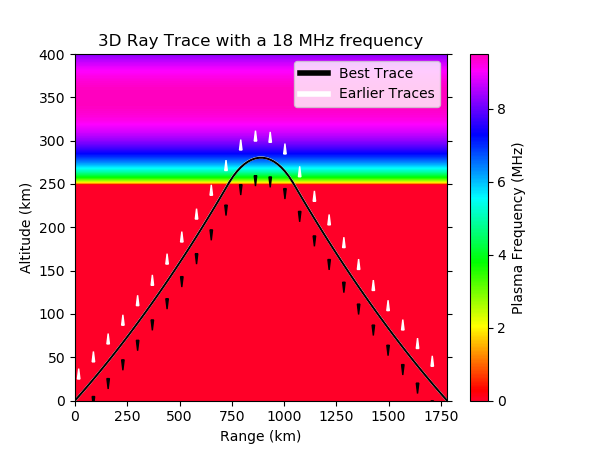 3D Ray Trace with a 18 MHz frequency
Best Trace
Earlier Traces
400
350
300
250
200
150
100
50
0
Altitude (km)
0 250 500 750 1000 1250 1500 1750
Range (km)
8
6
4
2
0
Plasma Frequency (MHz)